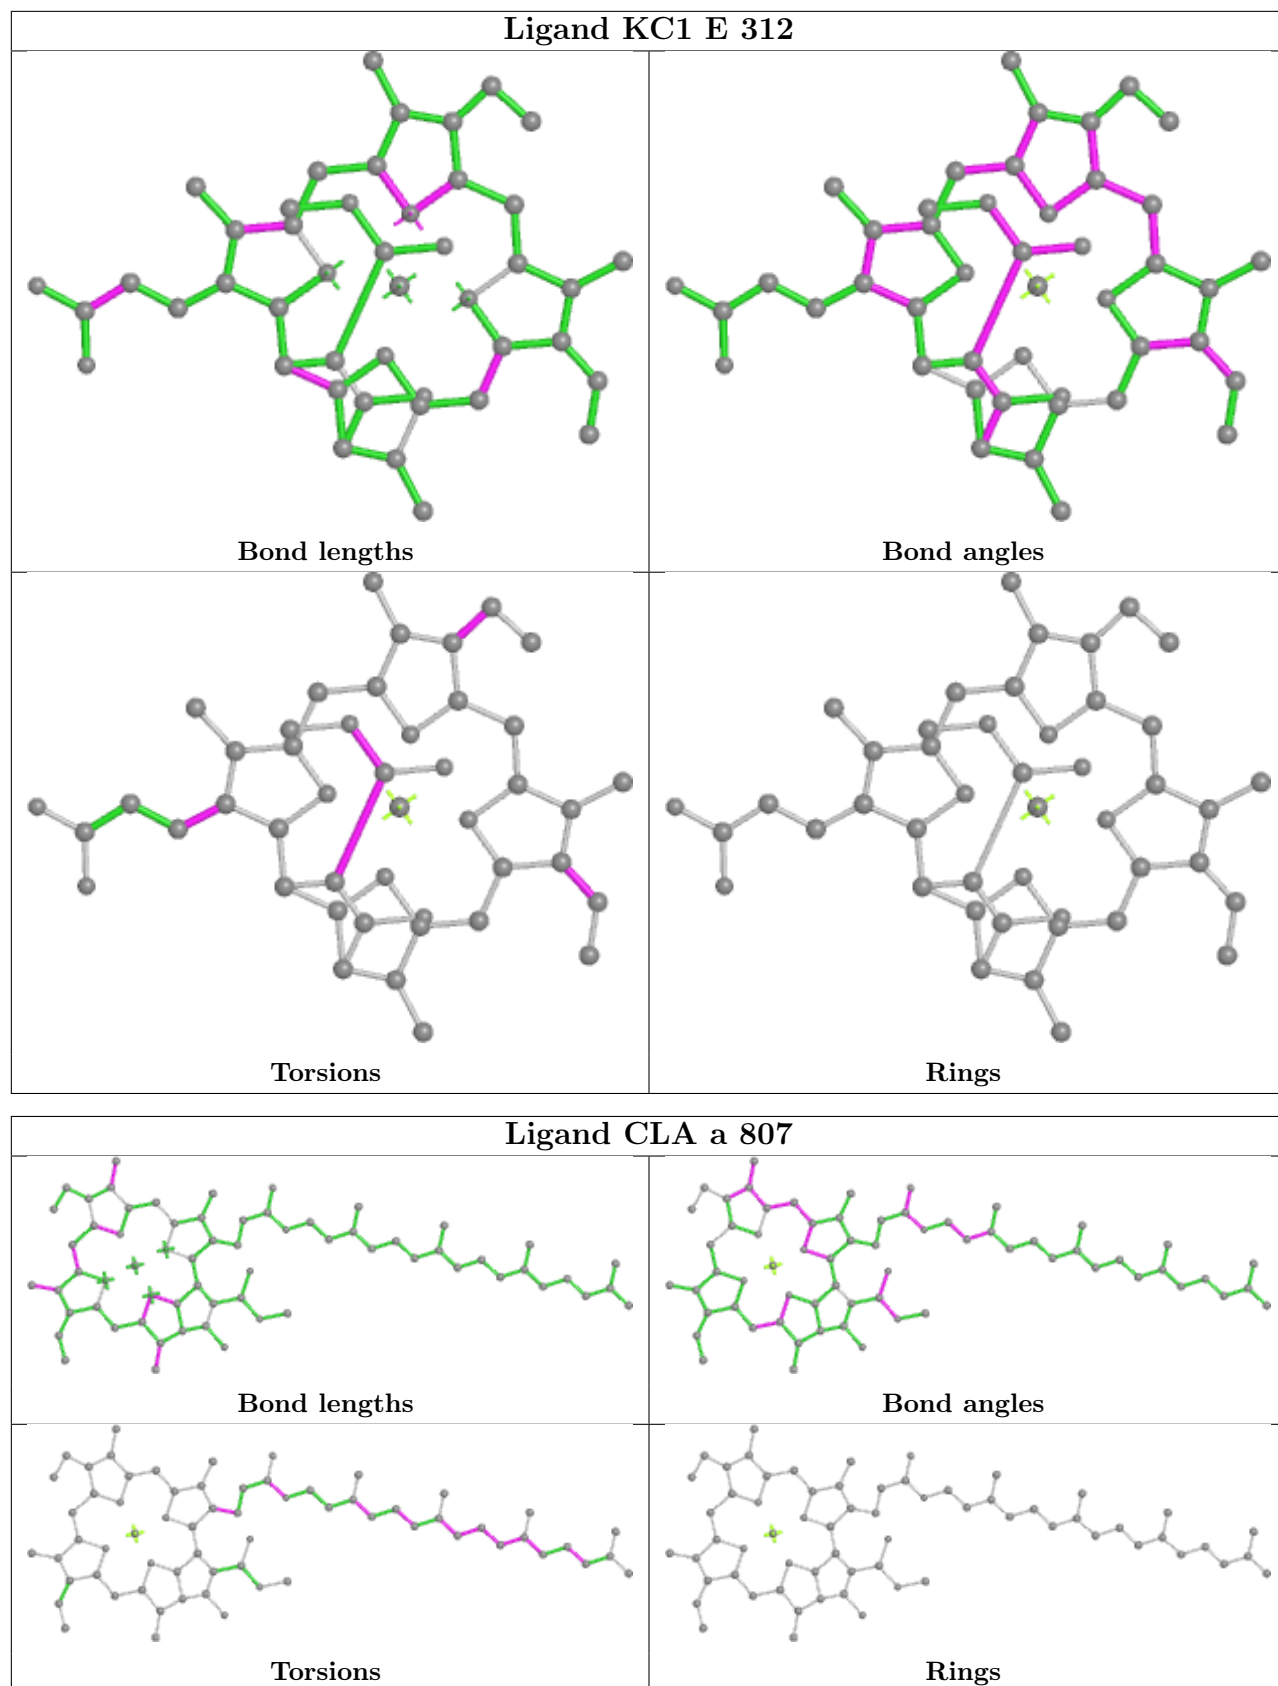 Ligand KC1 E 312
Bond lengths
Bond angles
Torsions
Rings
Ligand CLA a 807
Bond lengths
Bond angles
Torsions
Rings